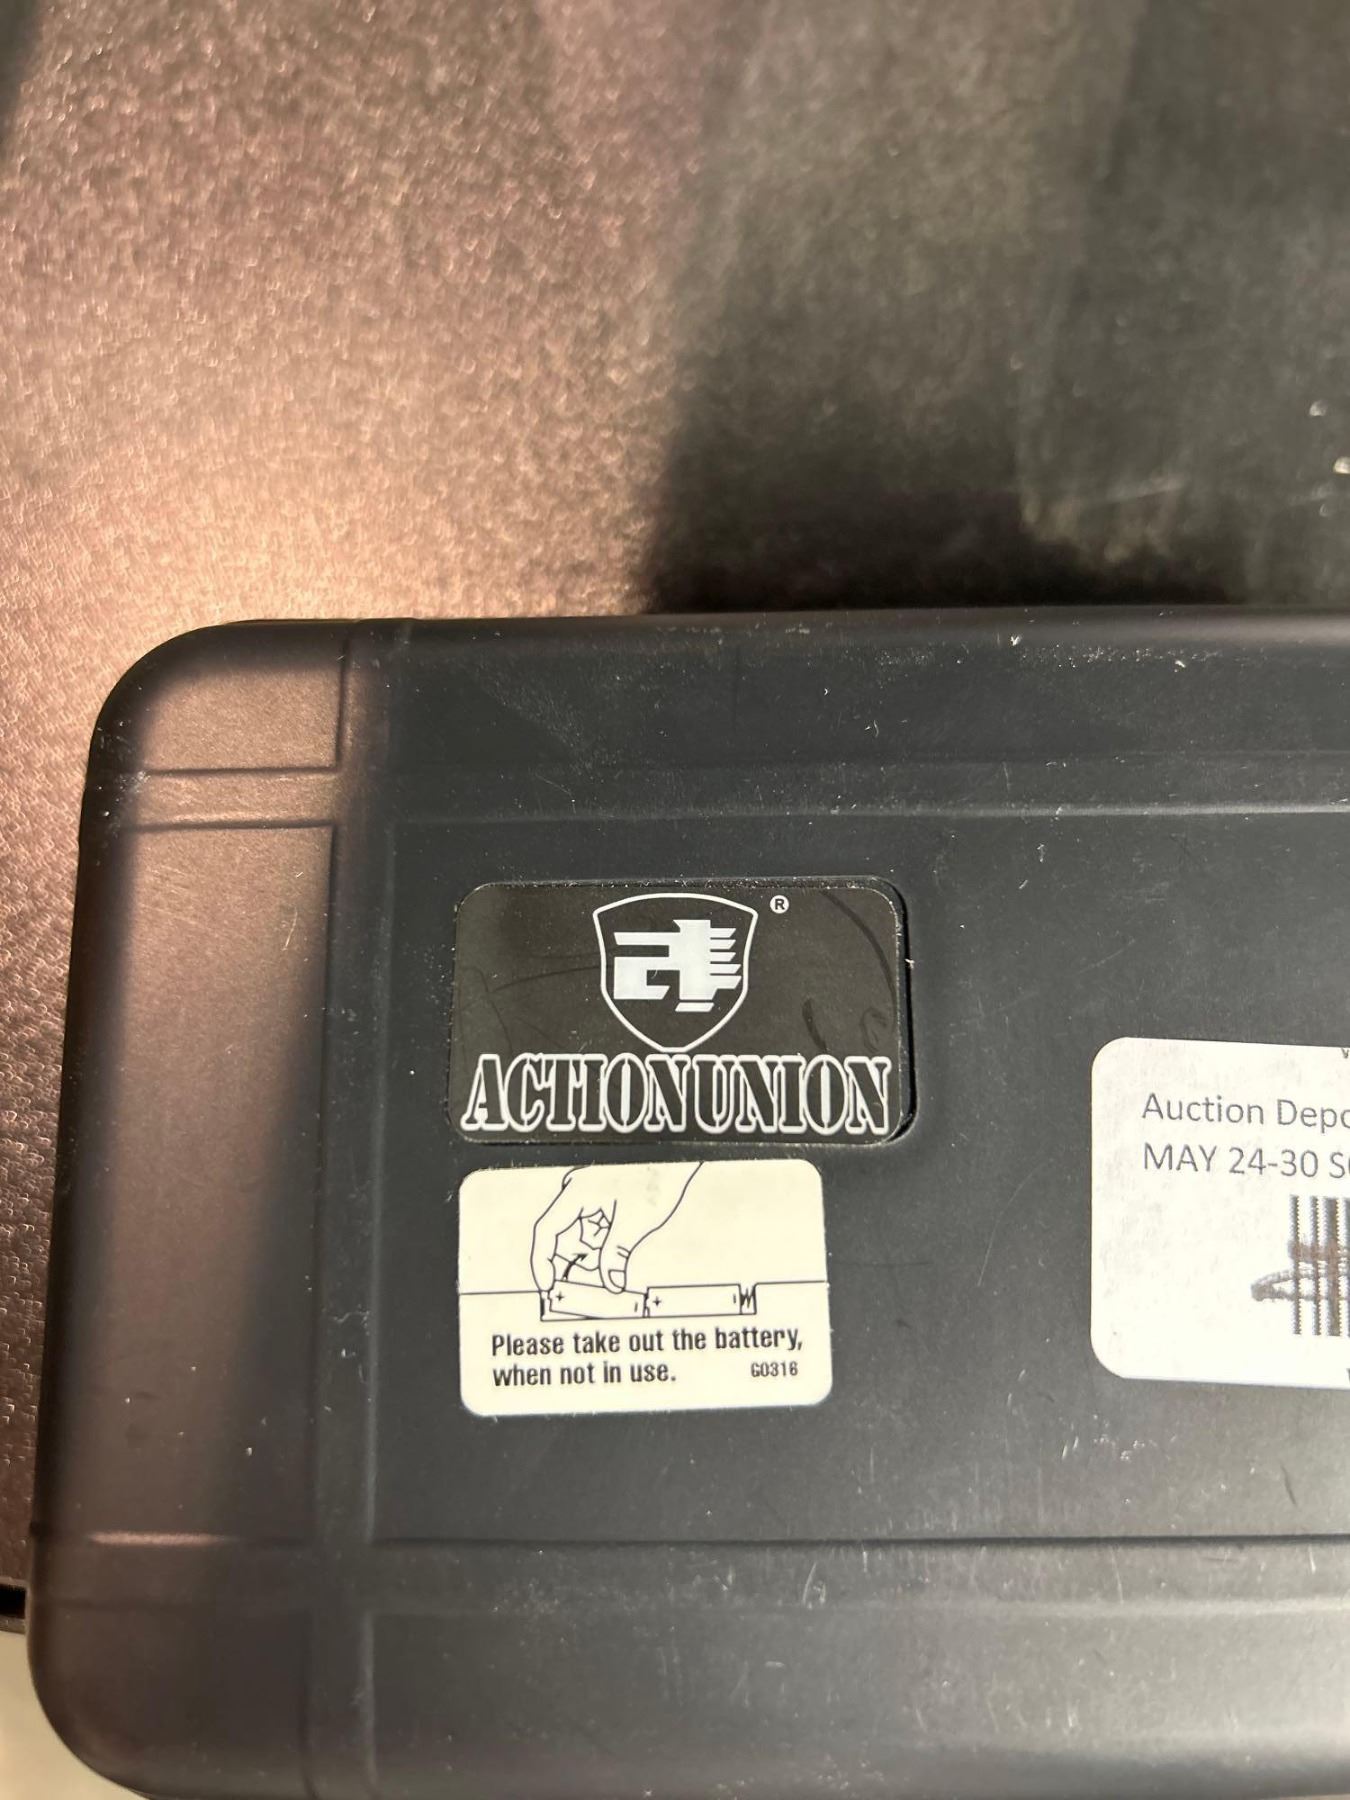 ®
ACTIONUNION
Please take out the battery,
when not in use. G0316
Auction Depo
MAY 24-30